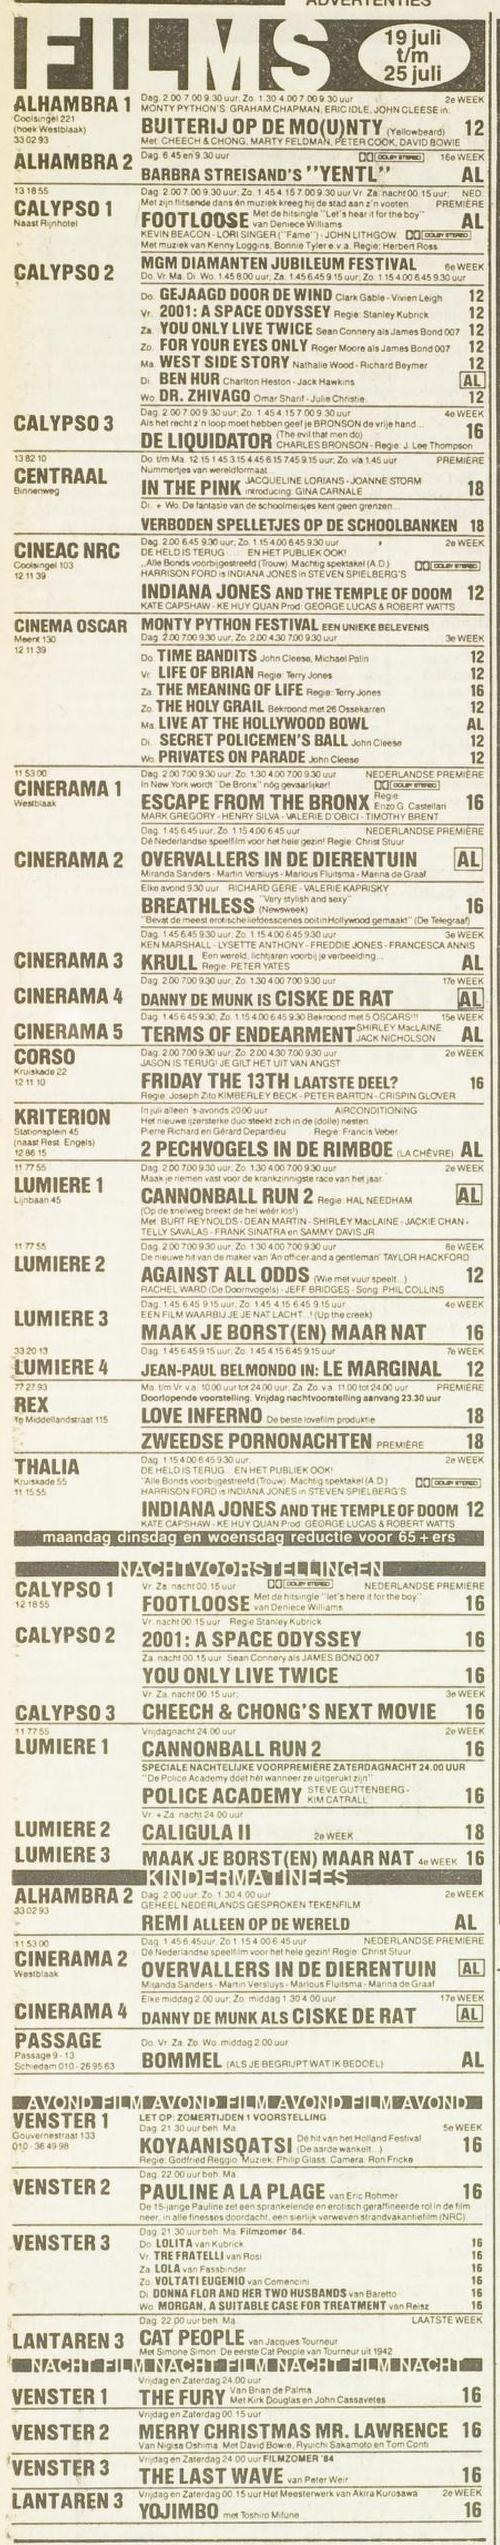 ADVERTENTIES
FILMS
19 juli
t/m
25 juli
ALHAMBRA 1
Coolsingel 221
(hoek Westblaak)
33 02 93
Dag. 2.00 7.00 9.30 uur; Zo. 1.30 4.00 7.00 9.30 uur 2e WEEK
MONTY PYTHON'S: GRAHAM CHAPMAN, ERIC IDLE, JOHN CLEESE in:
BUITERIJ OP DE MO(U)NTY (Yellowbeard) 12
Met: CHEECH & CHONG, MARTY FELDMAN, PETER COOK, DAVID BOWIE
ALHAMBRA 2
Dag. 6.45 en 9.30 uur DOLBY STEREO 16e WEEK
BARBRA STREISAND'S "YENTL" AL
13 18 55
CALYPSO 1
Naast Rijnhotel
Dag. 2.00 7.00 9.30 uur; Zo. 1.45 4.15 7.00 9.30 uur Vr. Za. nacht 00.15 uur; NED.
Met zijn flitsende dans en muziek kreeg hij de stad aan z'n voeten. PREMIÈRE
FOOTLOOSE Met de hitsingle "Let's hear it for the boy" van Deniece Williams AL
KEVIN BEACON - LORI SINGER ("Fame") - JOHN LITHGOW. DOLBY STEREO
Met muziek van Kenny Loggins, Bonnie Tyler e.v.a. Regie: Herbert Ross
CALYPSO 2
MGM DIAMANTEN JUBILEUM FESTIVAL 6e WEEK
Do. Vr. Ma. Di. Wo. 1.45 8.00 uur; Za. 1.45 6.45 9.15 uur; Zo. 1.15 4.00 6.45 9.30 uur
Do. GEJAAGD DOOR DE WIND Clark Gable - Vivien Leigh 12
Vr. 2001: A SPACE ODYSSEY Regie: Stanley Kubrick 12
Za. YOU ONLY LIVE TWICE Sean Connery als James Bond 007 12
Zo. FOR YOUR EYES ONLY Roger Moore als James Bond 007 12
Ma. WEST SIDE STORY Nathalie Wood - Richard Beymer 12
Di. BEN HUR Charlton Heston - Jack Hawkins AL
Wo. DR. ZHIVAGO Omar Sharif - Julie Christie 12
CALYPSO 3
Dag. 2.00 7.00 9.30 uur; Zo. 1.45 4.15 7.00 9.30 uur 4e WEEK
Als het recht z'n loop moet hebben geef je BRONSON de vrije hand... 16
DE LIQUIDATOR (The evil that men do)
CHARLES BRONSON - Regie: J. Lee Thompson
13 82 10
CENTRAAL
Binnenweg
Do. t/m Ma. 12.15 1.45 3.15 4.45 6.15 7.45 9.15 uur; Zo. v/a 1.45 uur PREMIÈRE
Nummertjes van wereldformaat...
IN THE PINK JACQUELINE LORIANS - JOANNE STORM introducing: GINA CARNALE 18
Di. + Wo. De fantasie van de schoolmeisjes kent geen grenzen...
VERBODEN SPELLETJES OP DE SCHOOLBANKEN 18
CINEAC NRC
Coolsingel 103
12 11 39
Dag. 2.00 6.45 9.30 uur; Zo. 1.15 4.00 6.45 9.30 uur 2e WEEK
DE HELD IS TERUG . . . EN HET PUBLIEK OOK!
„Alle Bonds voorbijgestreefd (Trouw). Machtig spektakel (A.D.) DOLBY STEREO
HARRISON FORD is INDIANA JONES in STEVEN SPIELBERG'S
INDIANA JONES AND THE TEMPLE OF DOOM 12
KATE CAPSHAW - KE HUY QUAN Prod: GEORGE LUCAS & ROBERT WATTS
CINEMA OSCAR
Meent 130
12 11 39
MONTY PYTHON FESTIVAL EEN UNIEKE BELEVENIS
Dag. 2.00 7.00 9.30 uur; Zo. 2.00 4.30 7.00 9.30 uur 3e WEEK
Do. TIME BANDITS John Cleese, Michael Palin 12
Vr. LIFE OF BRIAN Regie: Terry Jones 12
Za. THE MEANING OF LIFE Regie: Terry Jones 16
Zo. THE HOLY GRAIL Bekroond met 26 Ossekarren 12
Ma. LIVE AT THE HOLLYWOOD BOWL AL
Di. SECRET POLICEMEN'S BALL John Cleese 12
Wo. PRIVATES ON PARADE John Cleese 12
11 53 00
CINERAMA 1
Westblaak
Dag. 2.00 7.00 9.30 uur; Zo. 1.30 4.00 7.00 9.30 uur NEDERLANDSE PREMIÈRE
In New York wordt "De Bronx" nóg gevaarlijker! DOLBY STEREO
ESCAPE FROM THE BRONX Regie: Enzo G. Castellari 16
MARK GREGORY - HENRY SILVA - VALERIE D'OBICI - TIMOTHY BRENT
CINERAMA 2
Dag. 1.45 6.45 uur; Zo. 1.15 4.00 6.45 uur NEDERLANDSE PREMIÈRE
Dé Nederlandse speelfilm voor het hele gezin! Regie: Christ Stuur
OVERVALLERS IN DE DIERENTUIN AL
Miranda Sanders - Martin Versluys - Marlous Fluitsma - Manna de Graaf
Elke avond 9.30 uur RICHARD GERE - VALERIE KAPRISKY
BREATHLESS "Very stylish and sexy" (Newsweek) 16
"Bevat de meest erotische liefdesscenes ooit in Hollywood gemaakt" (De Telegraaf)
CINERAMA 3
Dag. 1.45 6.45 9.30 uur; Zo. 1.15 4.00 6.45 9.30 uur 3e WEEK
KEN MARSHALL - LYSETTE ANTHONY - FREDDIE JONES - FRANCESCA ANNIS
KRULL Een wereld, lichtjaren voorbij je verbeelding... Regie: PETER YATES AL
CINERAMA 4
Dag. 2.00 7.00 9.30 uur; Zo. 1.30 4.00 7.00 9.30 uur 17e WEEK
DANNY DE MUNK IS CISKE DE RAT AL
CINERAMA 5
Dag. 1.45 6.45 9.30; Zo. 1.15 4.00 6.45 9.30 Bekroond met 5 OSCARS!!! 15e WEEK
TERMS OF ENDEARMENT SHIRLEY MacLAINE JACK NICHOLSON AL
CORSO
Kruiskade 22
12 11 10
Dag. 2.00 7.00 9.30 uur; Zo. 2.00 4.30 7.00 9.30 uur 2e WEEK
JASON IS TERUG! JE GILT HET UIT VAN ANGST
FRIDAY THE 13TH LAATSTE DEEL? 16
Regie: Joseph Zito KIMBERLEY BECK - PETER BARTON - CRISPIN GLOVER
KRITERION
Stationsplein 45
(naast Rest. Engels)
12 86 15
In juli alleen 's avonds 20.00 uur AIRCONDITIONING
Het nieuwe ijzersterke duo steekt zich in de (dolle) nesten.
Pierre Richard en Gérard Depardieu Regie: Francis Veber
2 PECHVOGELS IN DE RIMBOE (LA CHÈVRE) AL
11 77 55
LUMIERE 1
Lijnbaan 45
Dag. 2.00 7.00 9.30 uur; Zo. 1.30 4.00 7.00 9.30 uur 2e WEEK
Maak je riemen vast voor de krankzinnigste race van het jaar.
CANNONBALL RUN 2 Regie: HAL NEEDHAM AL
(Op de snelweg breekt de hel wéér los!)
Met: BURT REYNOLDS - DEAN MARTIN - SHIRLEY MacLAINE - JACKIE CHAN -
TELLY SAVALAS - FRANK SINATRA en SAMMY DAVIS JR
11 77 55
LUMIERE 2
Dag. 2.00 7.00 9.30 uur; Zo. 1.30 4.00 7.00 9.30 uur 8e WEEK
De nieuwe hit van de maker van 'An officer and a gentleman' TAYLOR HACKFORD
AGAINST ALL ODDS (Wie met vuur speelt...) 12
RACHEL WARD (De Doornvogels) - JEFF BRIDGES - Song: PHIL COLLINS
LUMIERE 3
Dag. 1.45 6.45 9.15 uur; Zo. 1.45 4.15 6.45 9.15 uur 4e WEEK
EEN FILM WAARBIJ JE JE NAT LACHT...! (Up the creek)
MAAK JE BORST(EN) MAAR NAT 16
33 20 13
LUMIERE 4
Dag. 1.45 6.45 9.15 uur; Zo. 1.45 4.15 6.45 9.15 uur 7e WEEK
JEAN-PAUL BELMONDO IN: LE MARGINAL 12
77 27 93
REX
1e Middellandstraat 115
Ma. t/m Vr. v.a. 10.00 uur tot 24.00 uur; Za. Zo. v.a. 11.00 tot 24.00 uur PREMIÈRE
Doorlopende voorstelling. Vrijdag nachtvoorstelling aanvang 23.30 uur
LOVE INFERNO De beste lovefilm produktie 18
ZWEEDSE PORNONACHTEN PREMIÈRE 18
THALIA
Kruiskade 55
11 15 55
Dag. 1.15 4.00 6.45 9.30 uur. 2e WEEK
DE HELD IS TERUG... EN HET PUBLIEK OOK!
"Alle Bonds voorbijgestreefd (Trouw). Machtig spektakel (A.D.) DOLBY STEREO
HARRISON FORD is INDIANA JONES in STEVEN SPIELBERG'S
INDIANA JONES AND THE TEMPLE OF DOOM 12
KATE CAPSHAW - KE HUY QUAN Prod: GEORGE LUCAS & ROBERT WATTS
maandag dinsdag en woensdag reductie voor 65+ers
NACHTVOORSTELLINGEN
CALYPSO 1
12 18 55
Vr. Za. nacht 00.15 uur DOLBY STEREO NEDERLANDSE PREMIÈRE
FOOTLOOSE Met de hitsingle "let's here it for the boy" van Deniece Williams 16
CALYPSO 2
Vr. nacht 00.15 uur Regie Stanley Kubrick
2001: A SPACE ODYSSEY 16
Za. nacht 00.15 uur Sean Connery als JAMES BOND 007
YOU ONLY LIVE TWICE 16
CALYPSO 3
Vr. Za. nacht 00.15 uur; 3e WEEK
CHEECH & CHONG'S NEXT MOVIE 16
11 77 55
LUMIERE 1
Vrijdagnacht 24.00 uur 2e WEEK
CANNONBALL RUN 2 16
SPECIALE NACHTELIJKE VOORPREMIÈRE ZATERDAGNACHT 24.00 UUR
"De Police Academy ddet hèt wanneer ze uitgerukt zijn"
POLICE ACADEMY STEVE GUTTENBERG - KIM CATRALL 16
LUMIERE 2
Vr. + Za. nacht 24.00 uur
CALIGULA II 2e WEEK 18
LUMIERE 3
MAAK JE BORST(EN) MAAR NAT 4e WEEK 16
KINDERMATINEES
ALHAMBRA 2
33 02 93
Dag. 2.00 uur; Zo. 1.30 4.00 uur 2e WEEK
GEHEEL NEDERLANDS GESPROKEN TEKENFILM
REMI ALLEEN OP DE WERELD AL
11 53 00
CINERAMA 2
Westblaak
Dag. 1.45 6.45 uur; Zo 1.15 4.00 6.45 uur NEDERLANDSE PREMIÈRE
Dé Nederlandse speelfilm voor het hele gezin! Regie: Christ Stuur
OVERVALLERS IN DE DIERENTUIN AL
Miranda Sanders - Martin Versluys - Marlous Fluitsma - Manna de Graaf
CINERAMA 4
Elke middag 2.00 uur; Zo. middag 1.30 4.00 uur 17e WEEK
DANNY DE MUNK ALS CISKE DE RAT AL
PASSAGE
Passage 9 - 13
Schiedam 010 - 26 95 63
Do. Vr. Za. Zo. Wo. middag 2.00 uur
BOMMEL (ALS JE BEGRIJPT WAT IK BEDOEL) AL
AVOND FILM AVOND FILM AVOND FILM AVOND
VENSTER 1
Gouvernestraat 133
010 - 36 49 98
LET OP: ZOMERTIJDEN 1 VOORSTELLING
Dag. 21.30 uur beh. Ma. 5e WEEK
KOYAANISQATSI Dé hit van het Holland Festival (De aarde wankelt...) 16
Regie: Godfried Reggio Muziek: Philip Glass Camera: Ron Fricke
VENSTER 2
Dag. 22.00 uur beh. Ma.
PAULINE A LA PLAGE van Eric Rohmer 16
De 15-jarige Pauline zet een sprankelende en erotisch geraffineerde rol in de film
neer, in alle finesses doordacht, een sierlijk verweven strandvakantiefilm (NRC)
VENSTER 3
Dag. 21.30 uur beh. Ma. Filmzomer '84.
Do. LOLITA van Kubrick 16
Vr. TRE FRATELLI van Rosi 16
Za. LOLA van Fassbinder 16
Zo. VOLTATI EUGENIO van Comencini 16
Di. DONNA FLOR AND HER TWO HUSBANDS van Baretto 16
Wo. MORGAN, A SUITABLE CASE FOR TREATMENT van Reisz 16
LANTAREN 3
Dag. 22.00 uur beh. Ma. LAATSTE WEEK
CAT PEOPLE van Jacques Tourneur
Met Simone Simon. De eerste Cat People van Tourneur uit 1942 16
NACHT FILM NACHT FILM NACHT FILM NACHT
VENSTER 1
Vrijdag en Zaterdag 24.00 uur
THE FURY Van Brian de Palma. Met Kirk Douglas en John Cassavetes 16
VENSTER 2
Vrijdag en Zaterdag 00.15 uur
MERRY CHRISTMAS MR. LAWRENCE 16
Van Nigisa Oshima. Met David Bowie, Ryuichi Sakamoto en Tom Conti
VENSTER 3
Vrijdag en Zaterdag 24.00 uur FILMZOMER '84
THE LAST WAVE van Peter Weir 16
LANTAREN 3
Vrijdag en Zaterdag 00.15 uur Het Meesterwerk van Akira Kurosawa 2e WEEK
YOJIMBO met Toshiro Mifune 16